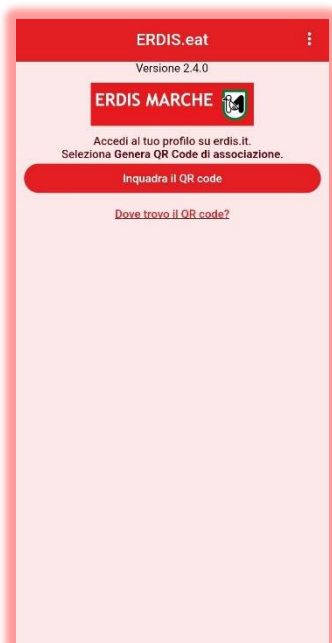 ERDIS.eat
Versione 2.4.0
ERDIS MARCHE
Accedi al tuo profilo su erdis.it.
Seleziona Genera QR Code di associazione.
Inquadra il QR code
Dove trovo il QR code?